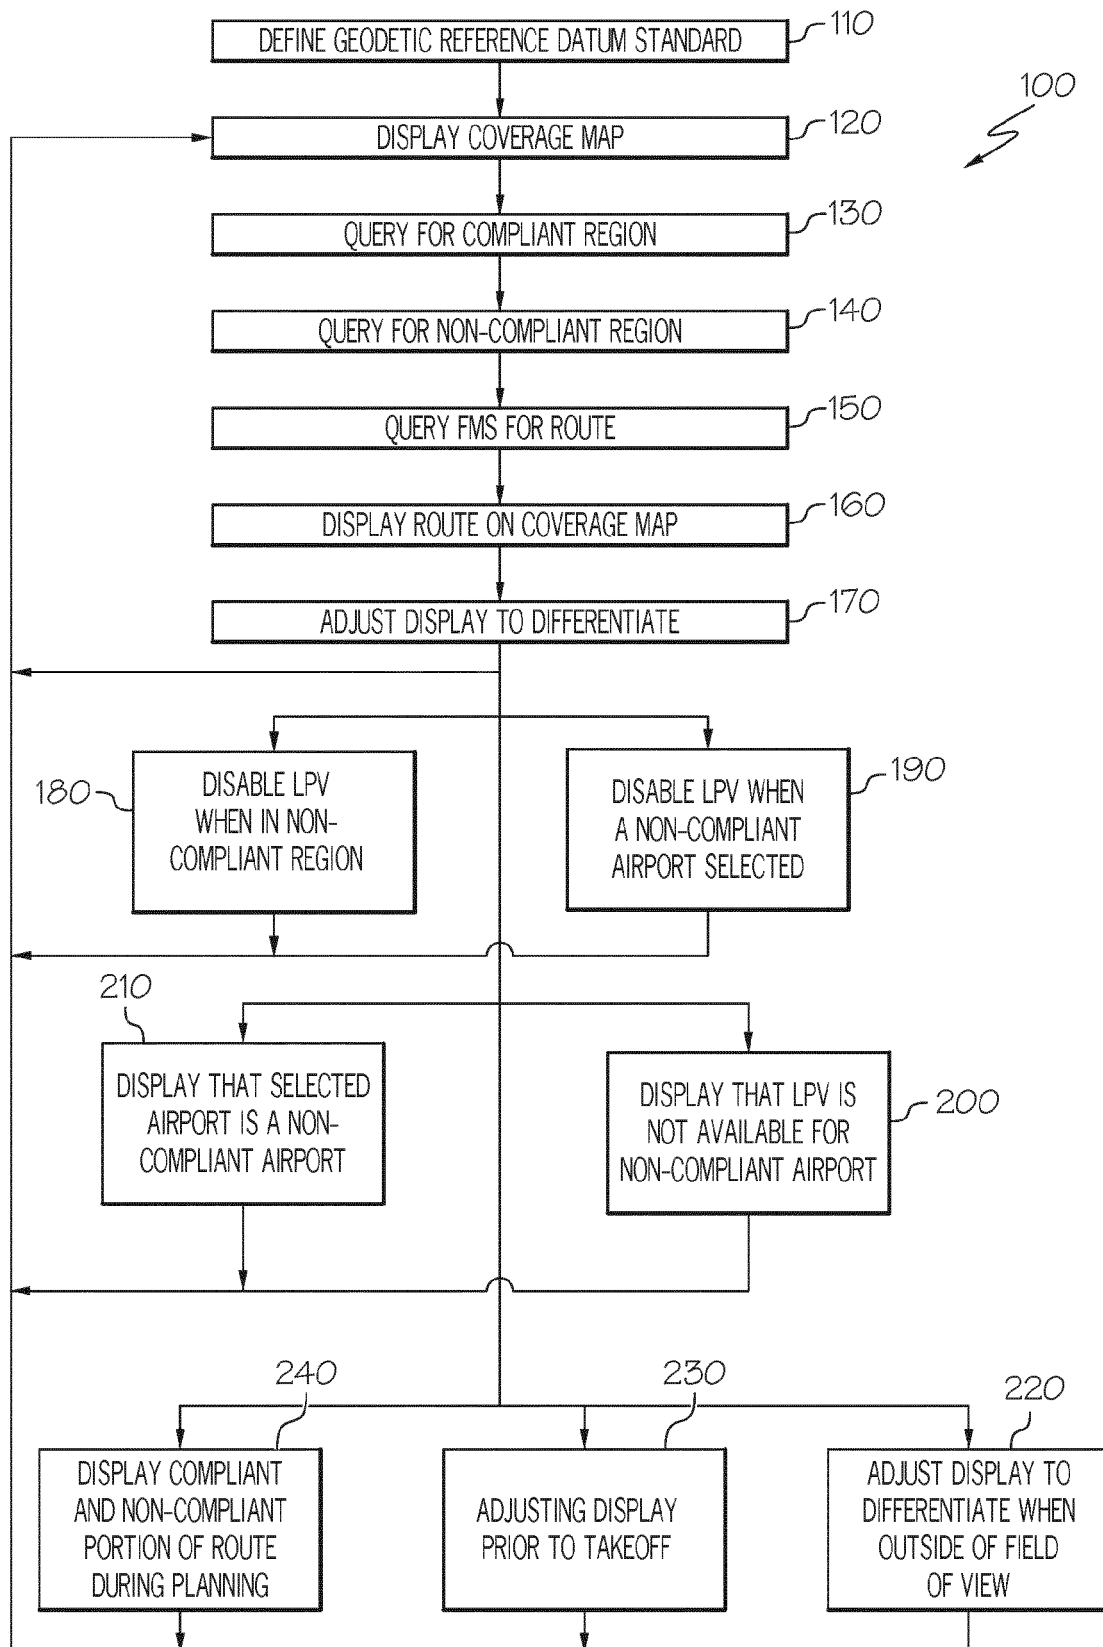 DEFINE GEODETIC REFERENCE DATUM STANDARD
110
100
DISPLAY COVERAGE MAP
120
QUERY FOR COMPLIANT REGION
130
QUERY FOR NON-COMPLIANT REGION
140
QUERY FMS FOR ROUTE
150
DISPLAY ROUTE ON COVERAGE MAP
160
ADJUST DISPLAY TO DIFFERENTIATE
170
180
DISABLE LPV
WHEN IN NON-
COMPLIANT REGION
190
DISABLE LPV WHEN
A NON-COMPLIANT
AIRPORT SELECTED
210
DISPLAY THAT SELECTED
AIRPORT IS A NON-
COMPLIANT AIRPORT
DISPLAY THAT LPV IS
NOT AVAILABLE FOR
NON-COMPLIANT AIRPORT
200
240
DISPLAY COMPLIANT
AND NON-COMPLIANT
PORTION OF ROUTE
DURING PLANNING
230
ADJUSTING DISPLAY
PRIOR TO TAKEOFF
220
ADJUST DISPLAY TO
DIFFERENTIATE WHEN
OUTSIDE OF FIELD
OF VIEW